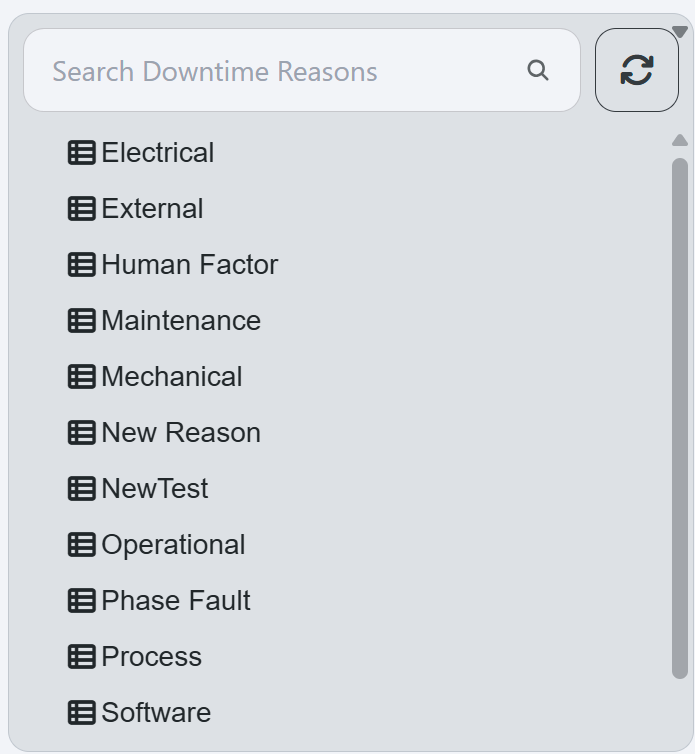 Search Downtime Reasons
Electrical
External
Human Factor
Maintenance
Mechanical
New Reason
NewTest
Operational
Phase Fault
Process
Software